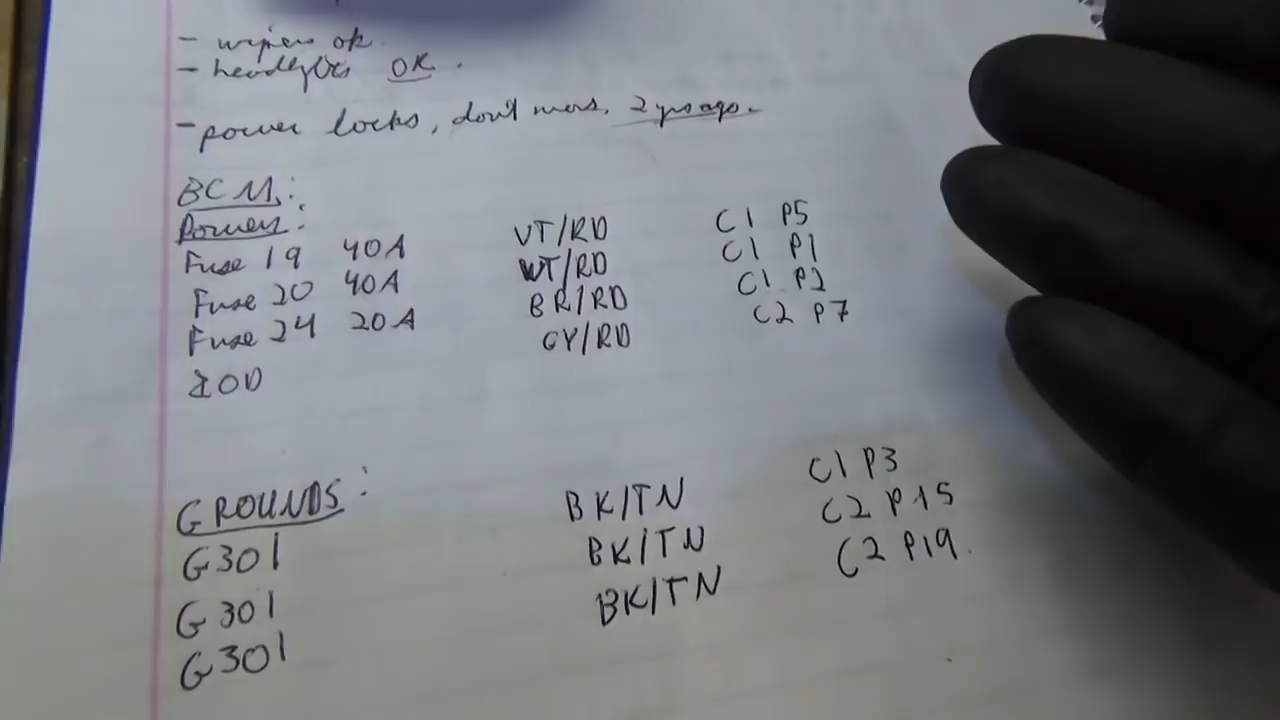 - wipers ok.
- headlights OK.
- power locks, don't work, 2 yrs ago.
BCM:
Powers:
Fuse 19 40A VT/RD C1 P5
Fuse 20 40A WT/RD C1 P1
Fuse 24 20A BR/RD C1 P2
IOD GY/RD C2 P7
GROUNDS:
G301 BK/TN C1 P3
G301 BK/TN C2 P15
G301 BK/TN C2 P19.